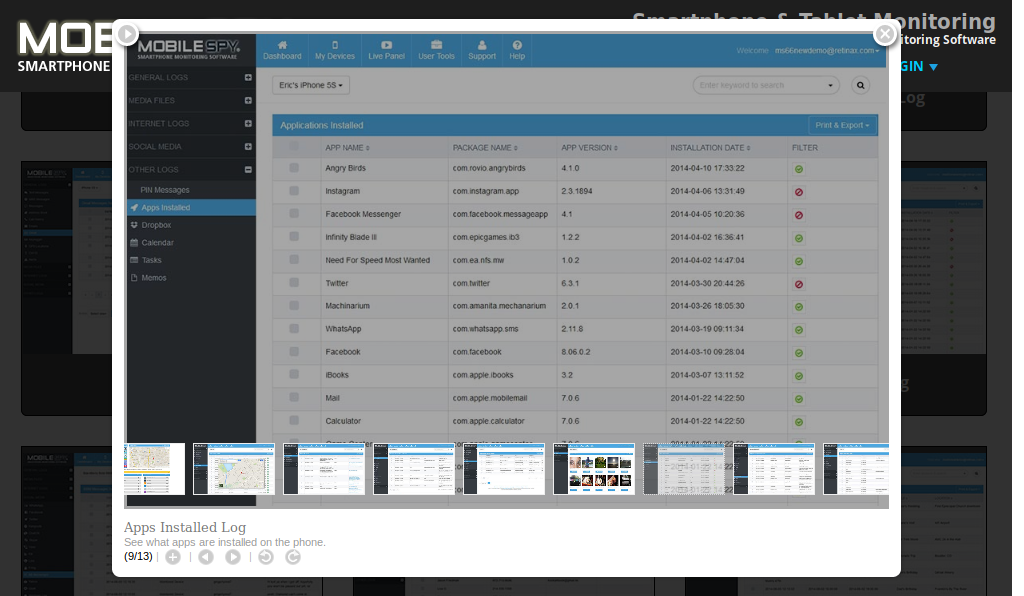 Smartphone & Tablet Monitoring
MOB
itoring Software
SMARTPHONE
GIN
MOBILE SPY
SMARTPHONE MONITORING SOFTWARE
Dashboard My Devices Live Panel User Tools Support Help
Welcome ms66newdemo@retinax.com
GENERAL LOGS
MEDIA FILES
INTERNET LOGS
SOCIAL MEDIA
OTHER LOGS
PIN Messages
Apps Installed
Dropbox
Calendar
Tasks
Memos
Eric's iPhone 5S
Enter keyword to search
Applications Installed Print & Export
APP NAME PACKAGE NAME APP VERSION INSTALLATION DATE FILTER
Angry Birds com.rovio.angrybirds 4.1.0 2014-04-10 17:33:22
Instagram com.instagram.app 2.3.1894 2014-04-06 13:31:49
Facebook Messenger com.facebook.messageapp 4.1 2014-04-05 10:20:36
Infinity Blade III com.epicgames.ib3 1.2.2 2014-04-02 16:36:41
Need For Speed Most Wanted com.ea.nfs.mw 1.0.2 2014-04-02 14:47:04
Twitter com.twitter 6.3.1 2014-03-30 20:44:26
Machinarium com.amanita.mechanarium 2.0.1 2014-03-26 18:05:30
WhatsApp com.whatsapp.sms 2.11.8 2014-03-19 09:11:34
Facebook com.facebook 8.06.0.2 2014-03-10 09:28:04
iBooks com.apple.ibooks 3.2 2014-03-07 13:11:52
Mail com.apple.mobilemail 7.0.6 2014-01-22 14:22:50
Calculator com.apple.calculator 7.0.6 2014-01-22 14:22:50
Apps Installed Log
See what apps are installed on the phone.
(9/13) | | |